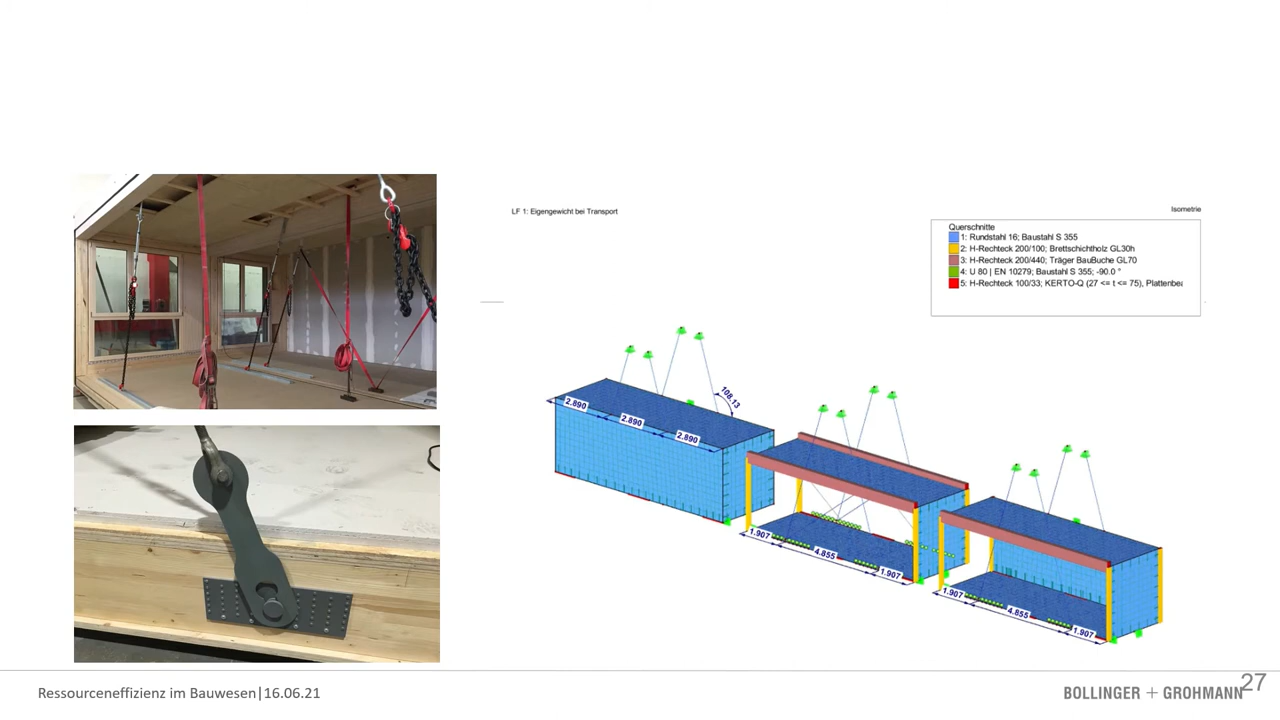 LF 1: Eigengewicht bei Transport
Isometrie
Querschnitte
1: Rundstahl 16; Baustahl S 355
2: H-Rechteck 200/100; Brettschichtholz GL30h
3: H-Rechteck 200/440; Träger BauBuche GL70
4: U 80 | EN 10279; Baustahl S 355; -90.0 °
5: H-Rechteck 100/33; KERTO-Q (27 <= t <= 75), Plattenbea
108.13
2.890
2.890
2.890
1.907
4.855
1.907
1.907
4.855
1.907
Ressourceneffizienz im Bauwesen|16.06.21
BOLLINGER + GROHMANN
27